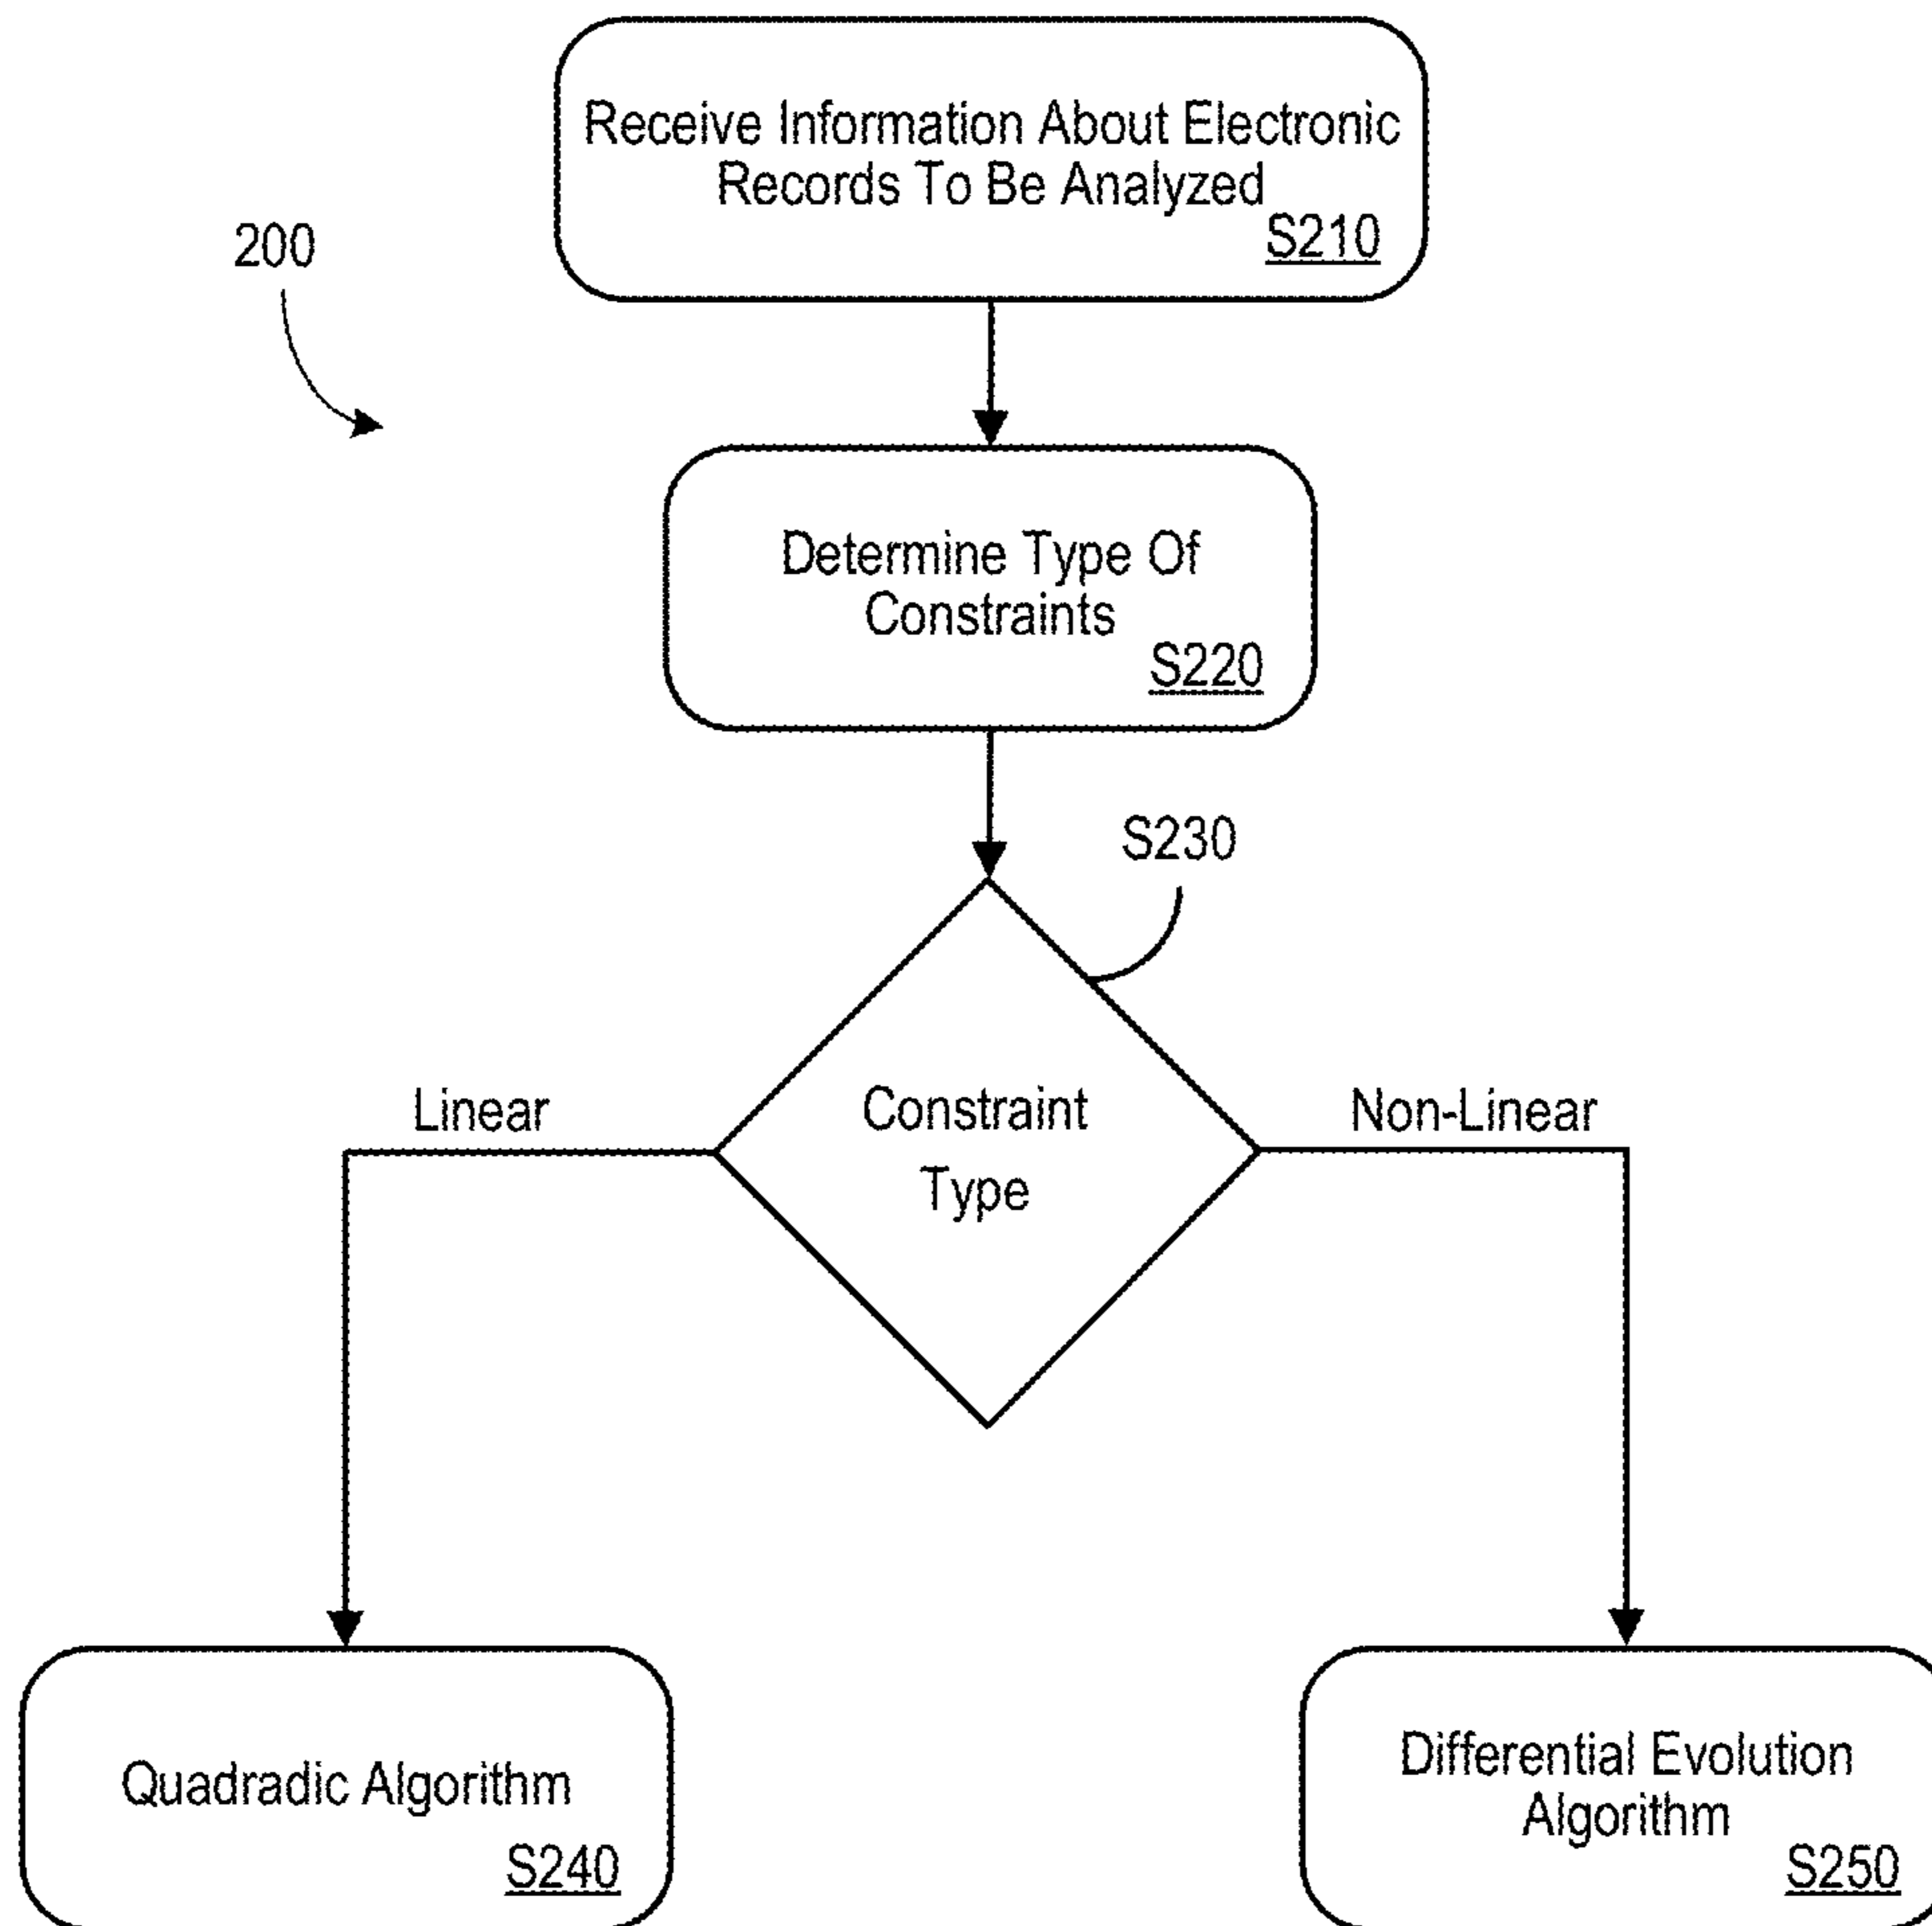 Receive Information About Electronic
Records To Be Analyzed
S210
200
Determine Type Of
Constraints
S220
S230
Constraint
Type
Linear
Non-Linear
Quadradic Algorithm
S240
Differential Evolution
Algorithm
S250